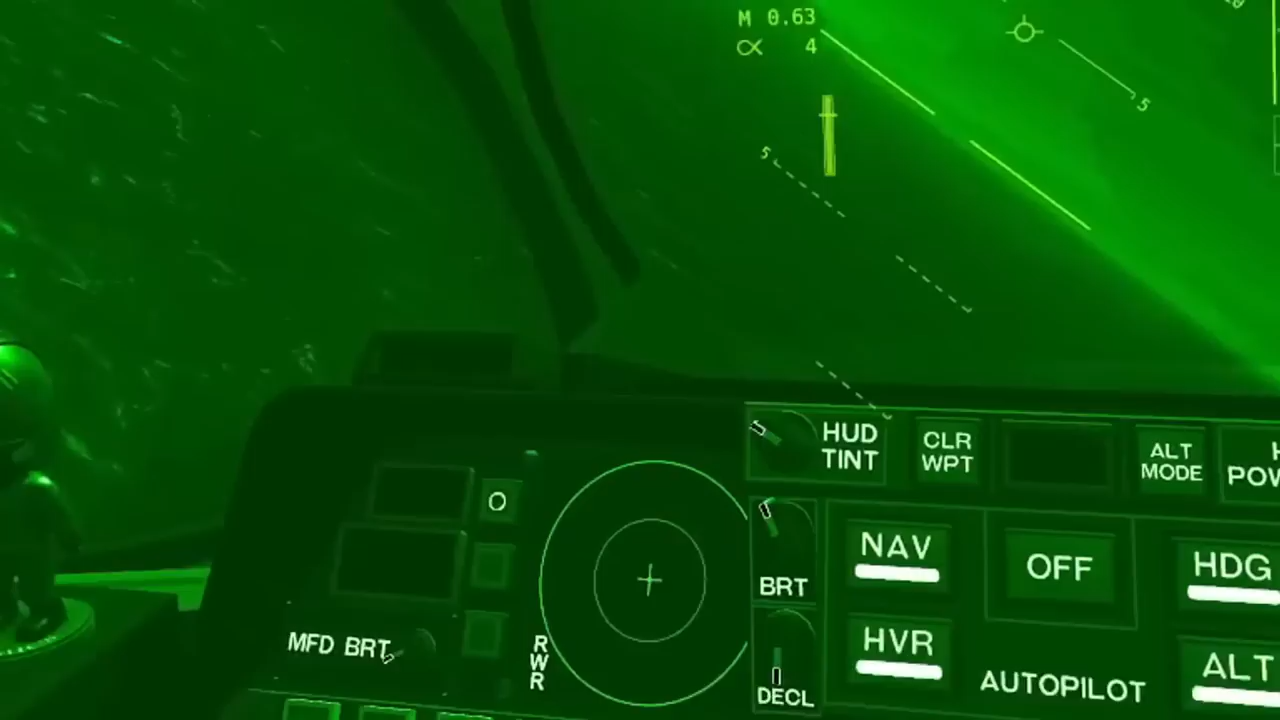 M 0.63
α 4
5
5
HUD
TINT
CLR
WPT
ALT
MODE
POW
O
NAV
OFF
HDG
BRT
HVR
ALT
MFD BRT
RWR
DECL
AUTOPILOT